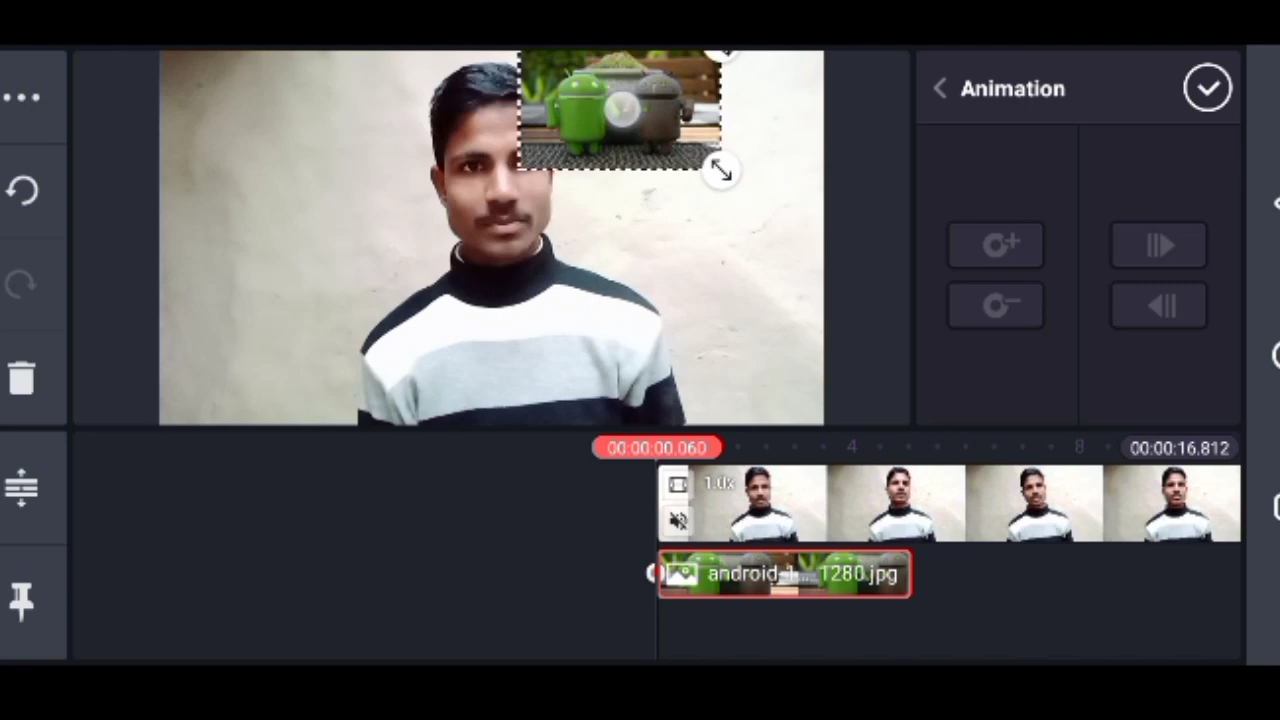 Animation
00:00:00.060
4
8
00:00:16.812
1.0x
android-1... 1280.jpg